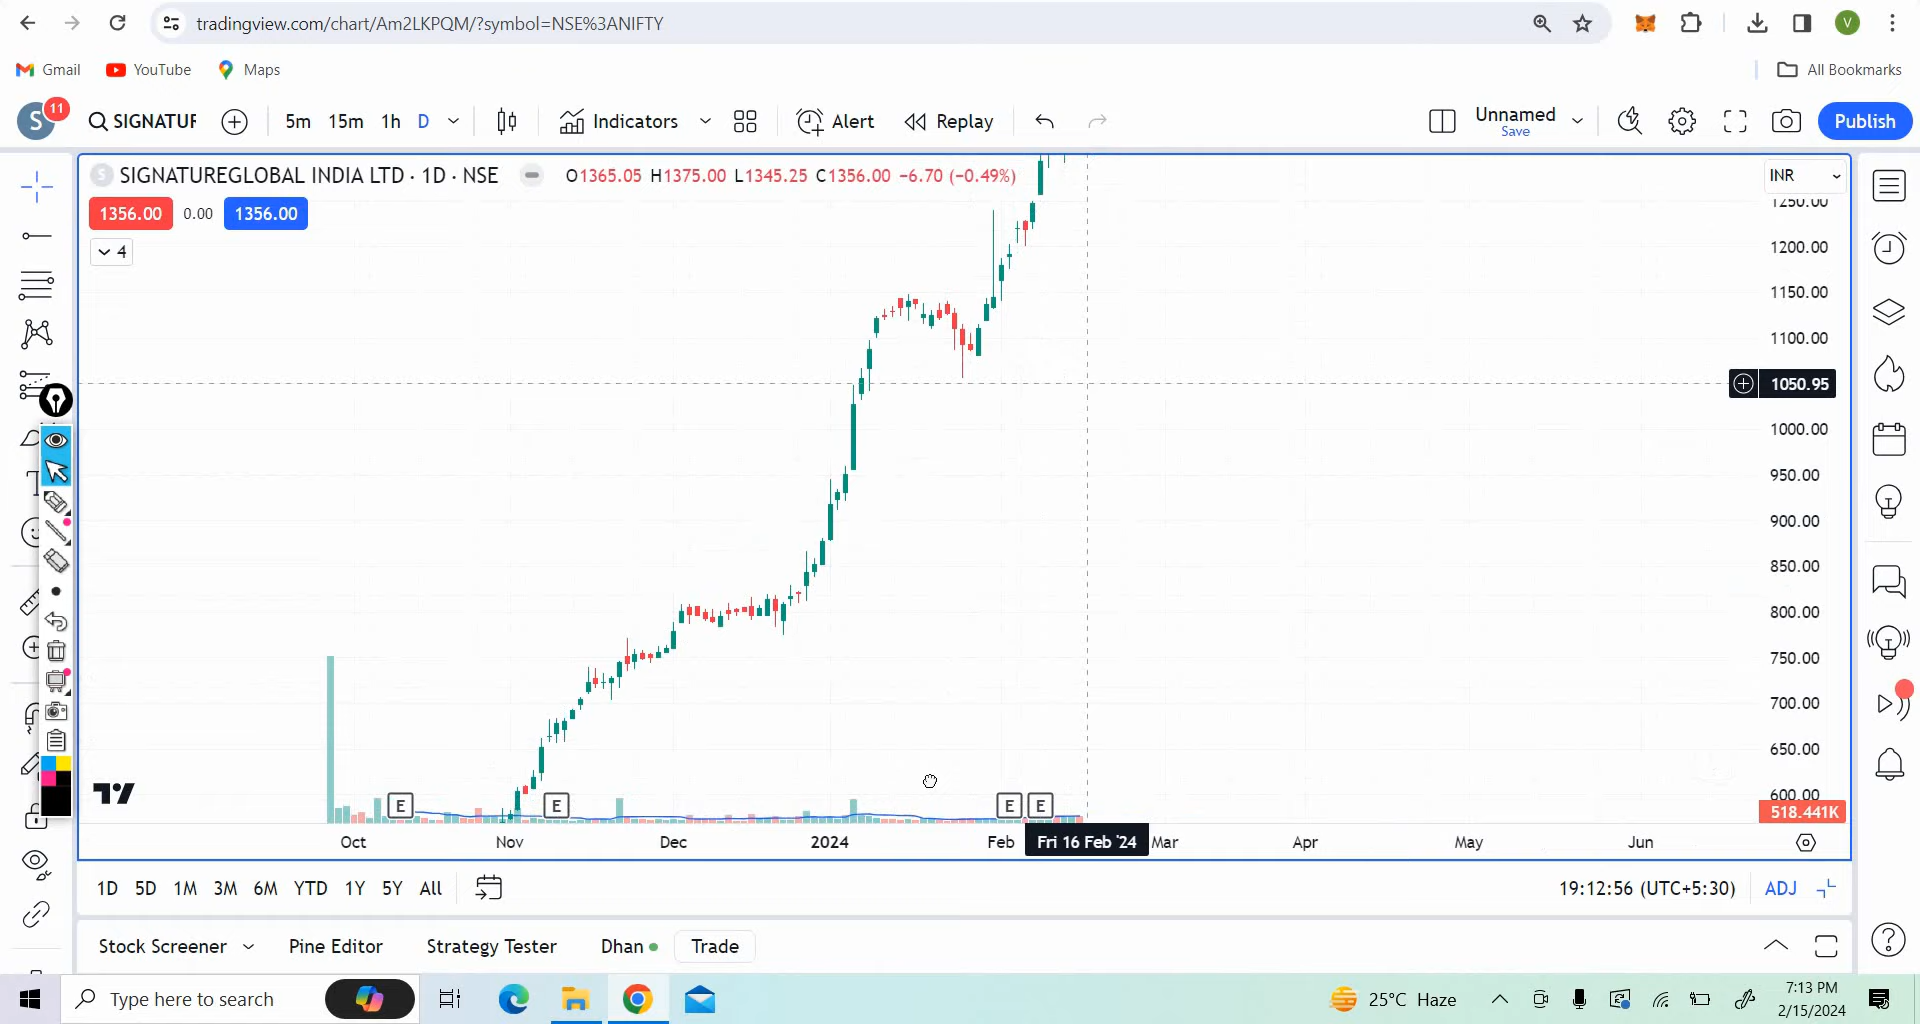 tradingview.com/chart/Am2LKPQM/?symbol=NSE%3ANIFTY
V
Gmail
YouTube
Maps
All Bookmarks
S
11
SIGNATUR
5m
15m
1h
D
Indicators
Alert
Replay
Unnamed
Save
Publish
S
SIGNATUREGLOBAL INDIA LTD · 1D · NSE
O1365.05 H1375.00 L1345.25 C1356.00 −6.70 (−0.49%)
INR
1356.00
0.00
1356.00
4
1250.00
1200.00
1150.00
1100.00
1050.95
1000.00
950.00
900.00
850.00
800.00
750.00
700.00
650.00
600.00
518.441K
E
E
E
E
Oct
Nov
Dec
2024
Feb
Fri 16 Feb '24
Mar
Apr
May
Jun
1D
5D
1M
3M
6M
YTD
1Y
5Y
All
19:12:56 (UTC+5:30)
ADJ
Stock Screener
Pine Editor
Strategy Tester
Dhan
Trade
Type here to search
25°C Haze
7:13 PM
2/15/2024